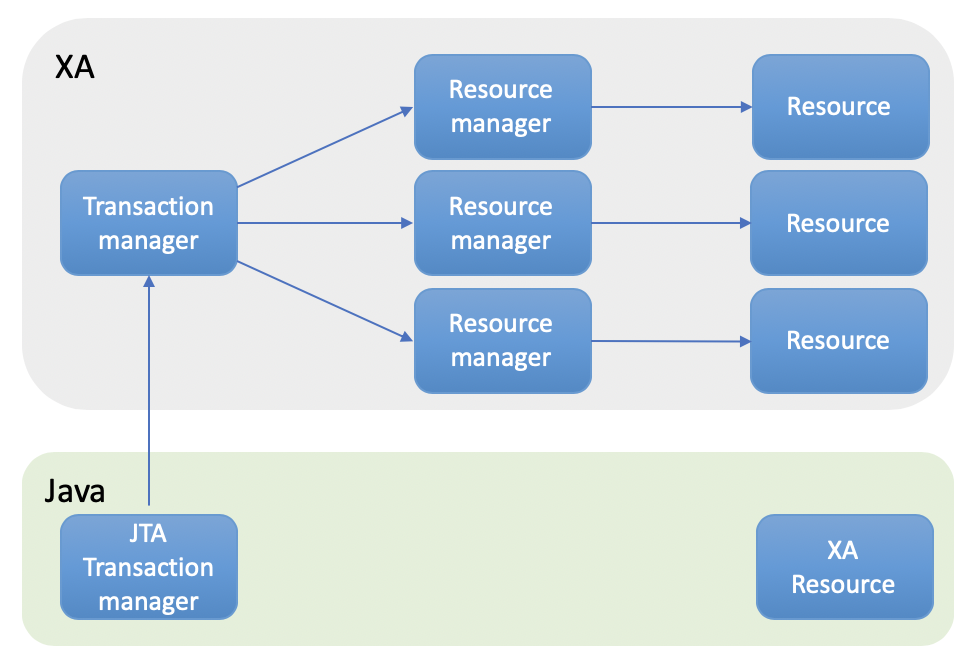 XA
Resource
manager
Resource
Transaction
manager
Resource
manager
Resource
Resource
manager
Resource
Java
JTA
Transaction
manager
XA
Resource